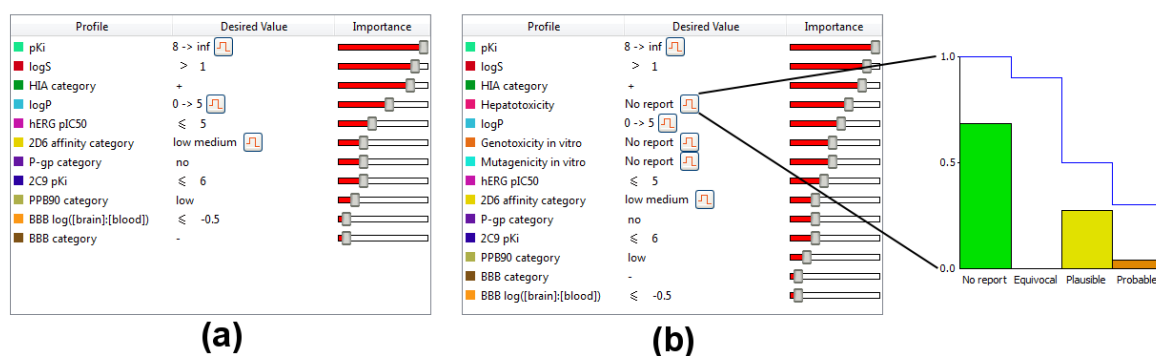 Profile Desired Value Importance
pKi 8 -> inf
logS > 1
HIA category +
logP 0 -> 5
hERG pIC50 ⩽ 5
2D6 affinity category low medium
P-gp category no
2C9 pKi ⩽ 6
PPB90 category low
BBB log([brain]:[blood]) ⩽ -0.5
BBB category -
(a)
Profile Desired Value Importance
pKi 8 -> inf
logS > 1
HIA category +
Hepatotoxicity No report
logP 0 -> 5
Genotoxicity in vitro No report
Mutagenicity in vitro No report
hERG pIC50 ⩽ 5
2D6 affinity category low medium
P-gp category no
2C9 pKi ⩽ 6
PPB90 category low
BBB category -
BBB log([brain]:[blood]) ⩽ -0.5
(b)
1.0
0.5
0.0
No report Equivocal Plausible Probable